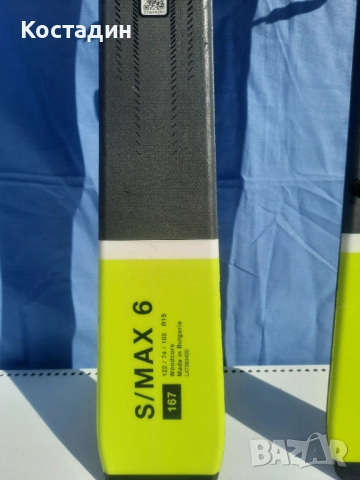 Костадин
S/MAX 6
122 / 74 / 105 R15
Woodcore
Made in Bulgaria
167
BAZAR